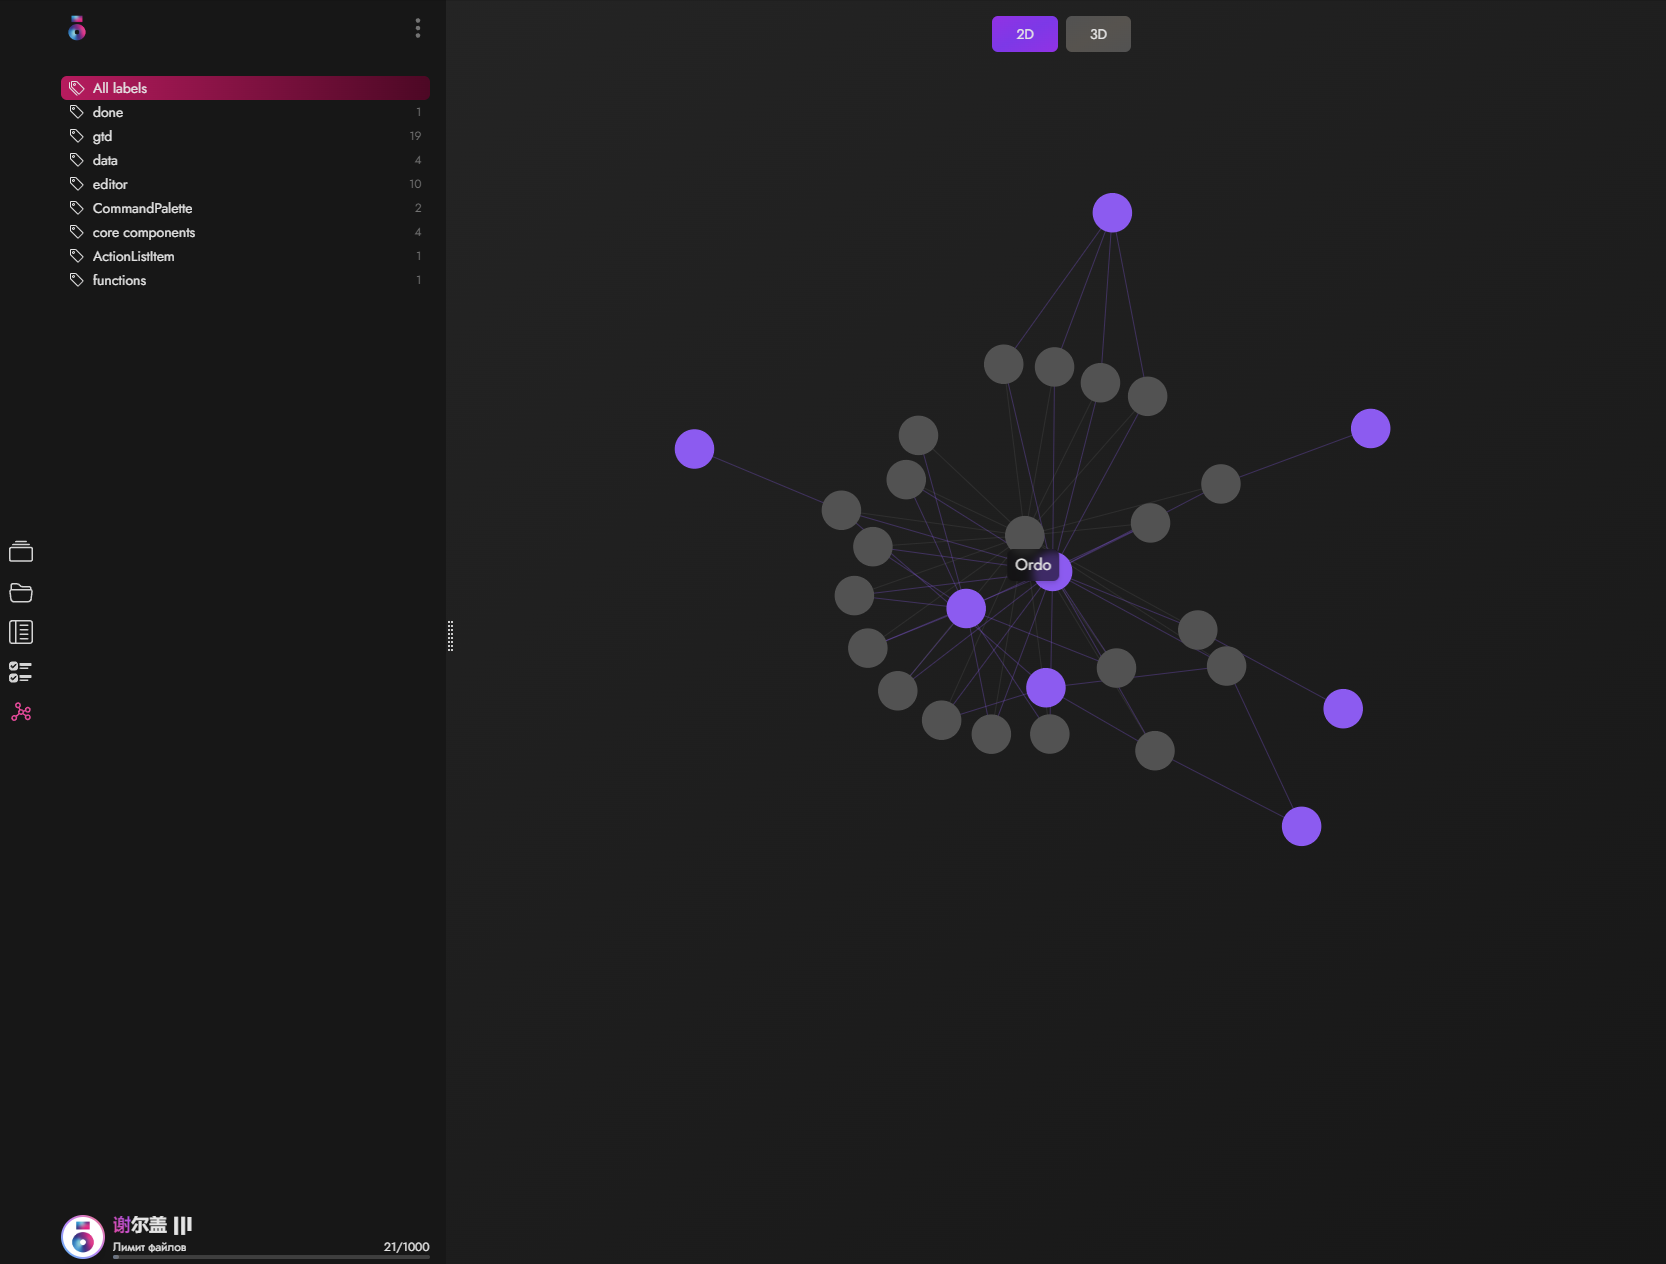 2D 3D
All labels
done 1
gtd 19
data 4
editor 10
CommandPalette 2
core components 4
ActionListItem 1
functions 1
Ordo
谢尔盖 |||
Лимит файлов 21/1000